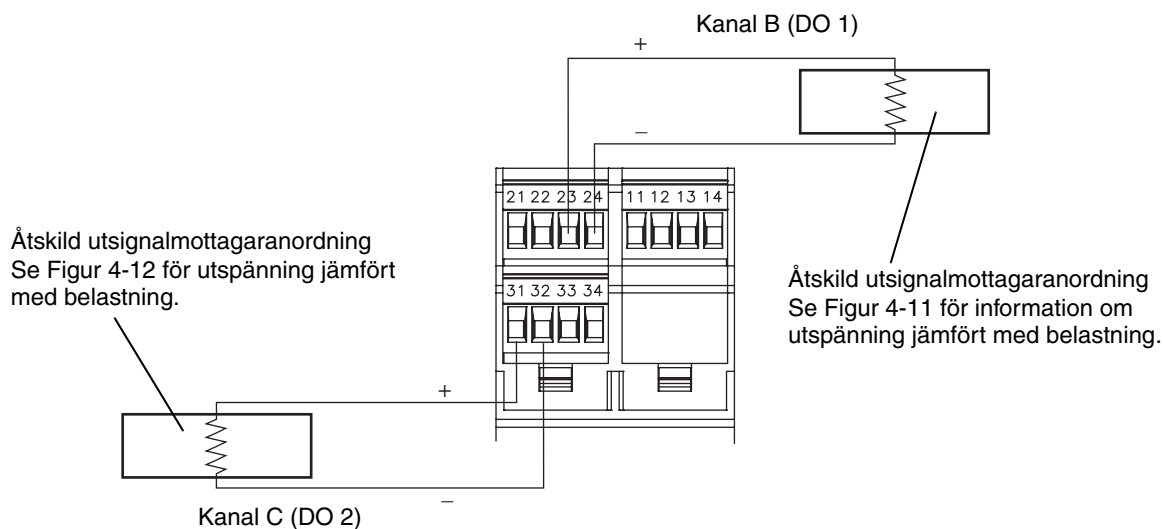 Kanal B (DO 1)
+
–
21 22 23 24 11 12 13 14
Åtskild utsignalmottagaranordning
Se Figur 4-12 för utspänning jämfört
med belastning.
Åtskild utsignalmottagaranordning
Se Figur 4-11 för information om
utspänning jämfört med belastning.
31 32 33 34
+
–
Kanal C (DO 2)